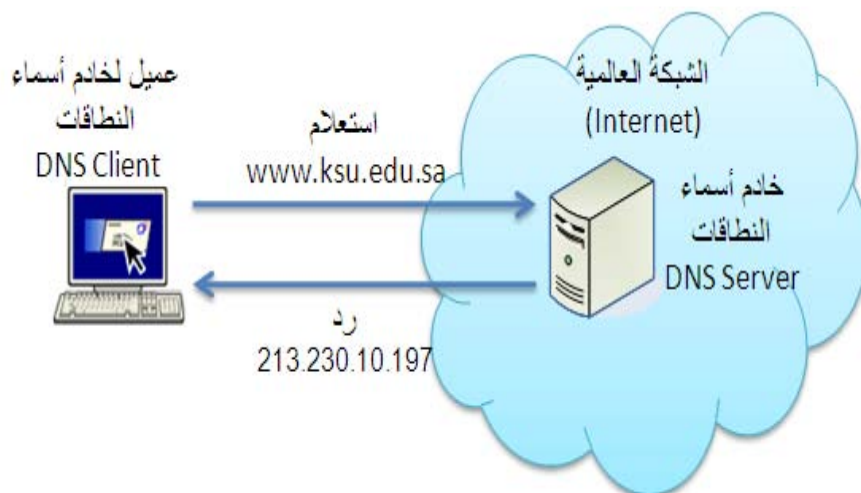 عميل لخادم أسماء
النطاقات
DNS Client
استعلام
www.ksu.edu.sa
رد
213.230.10.197
الشبكة العالمية
(Internet)
خادم أسماء
النطاقات
DNS Server